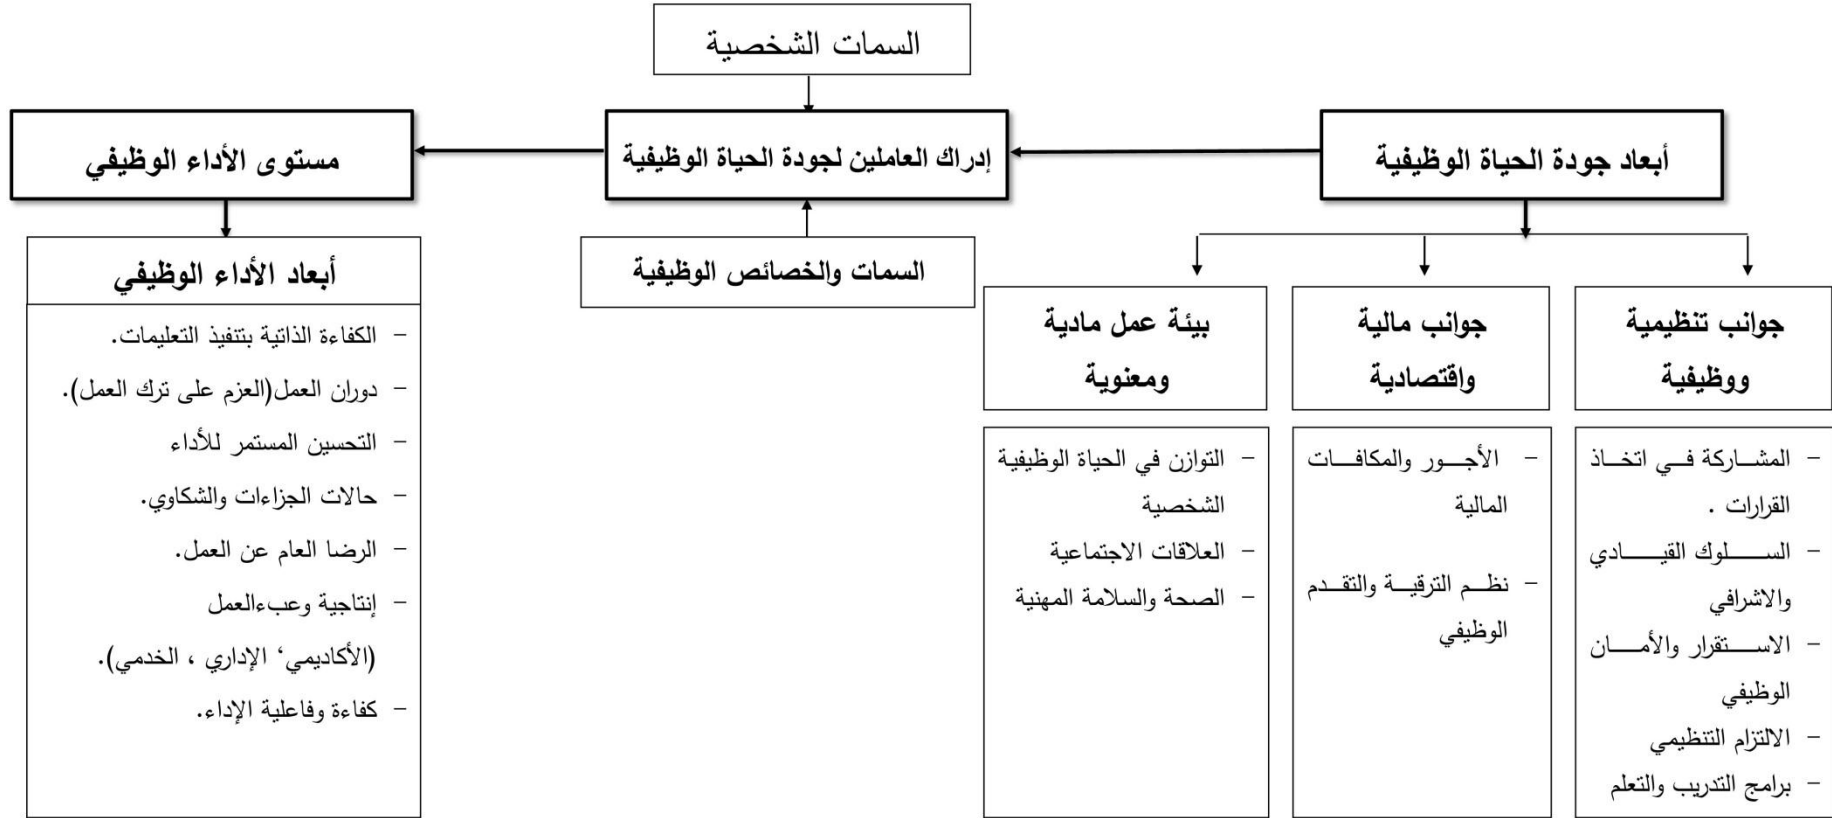 السمات الشخصية
أبعاد جودة الحياة الوظيفية
إدراك العاملين لجودة الحياة الوظيفية
مستوى الأداء الوظيفي
السمات والخصائص الوظيفية
جوانب تنظيمية
ووظيفية
- المشاركة في اتخاذ
القرارات .
- السلوك القيادي
والاشرافي
- الاستقرار والأمان
الوظيفي
- الالتزام التنظيمي
- برامج التدريب والتعلم
جوانب مالية
واقتصادية
- الأجور والمكافات
المالية
- نظم الترقية والتقدم
الوظيفي
بيئة عمل مادية
ومعنوية
- التوازن في الحياة الوظيفية
الشخصية
- العلاقات الاجتماعية
- الصحة والسلامة المهنية
أبعاد الأداء الوظيفي
- الكفاءة الذاتية بتنفيذ التعليمات.
- دوران العمل(العزم على ترك العمل).
- التحسين المستمر للأداء
- حالات الجزاءات والشكاوي.
- الرضا العام عن العمل.
- إنتاجية وعبءالعمل
(الأكاديمي‘ الإداري ، الخدمي).
- كفاءة وفاعلية الإداء.